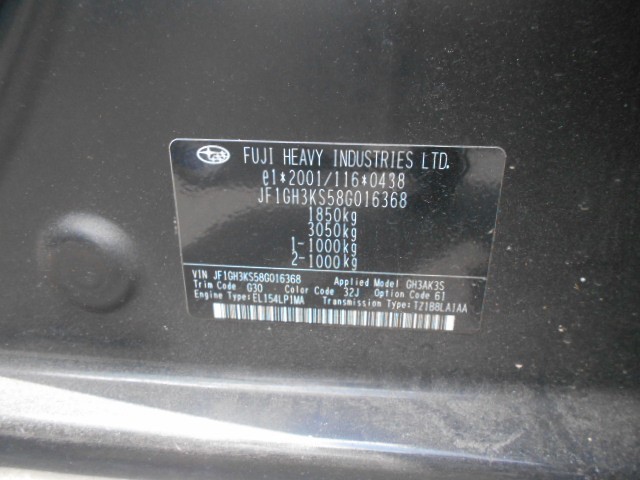 FUJI HEAVY INDUSTRIES LTD.
e1*2001/116*0438
JF1GH3KS58G016368
1850kg
3050kg
1-1000kg
2-1000kg
VIN JF1GH3KS58G016368 Applied Model GH3AK3S
Trim Code G30 Color Code 32J Option Code 61
Engine Type:EL154LP1MA Transmission Type:TZ1B8LA1AA